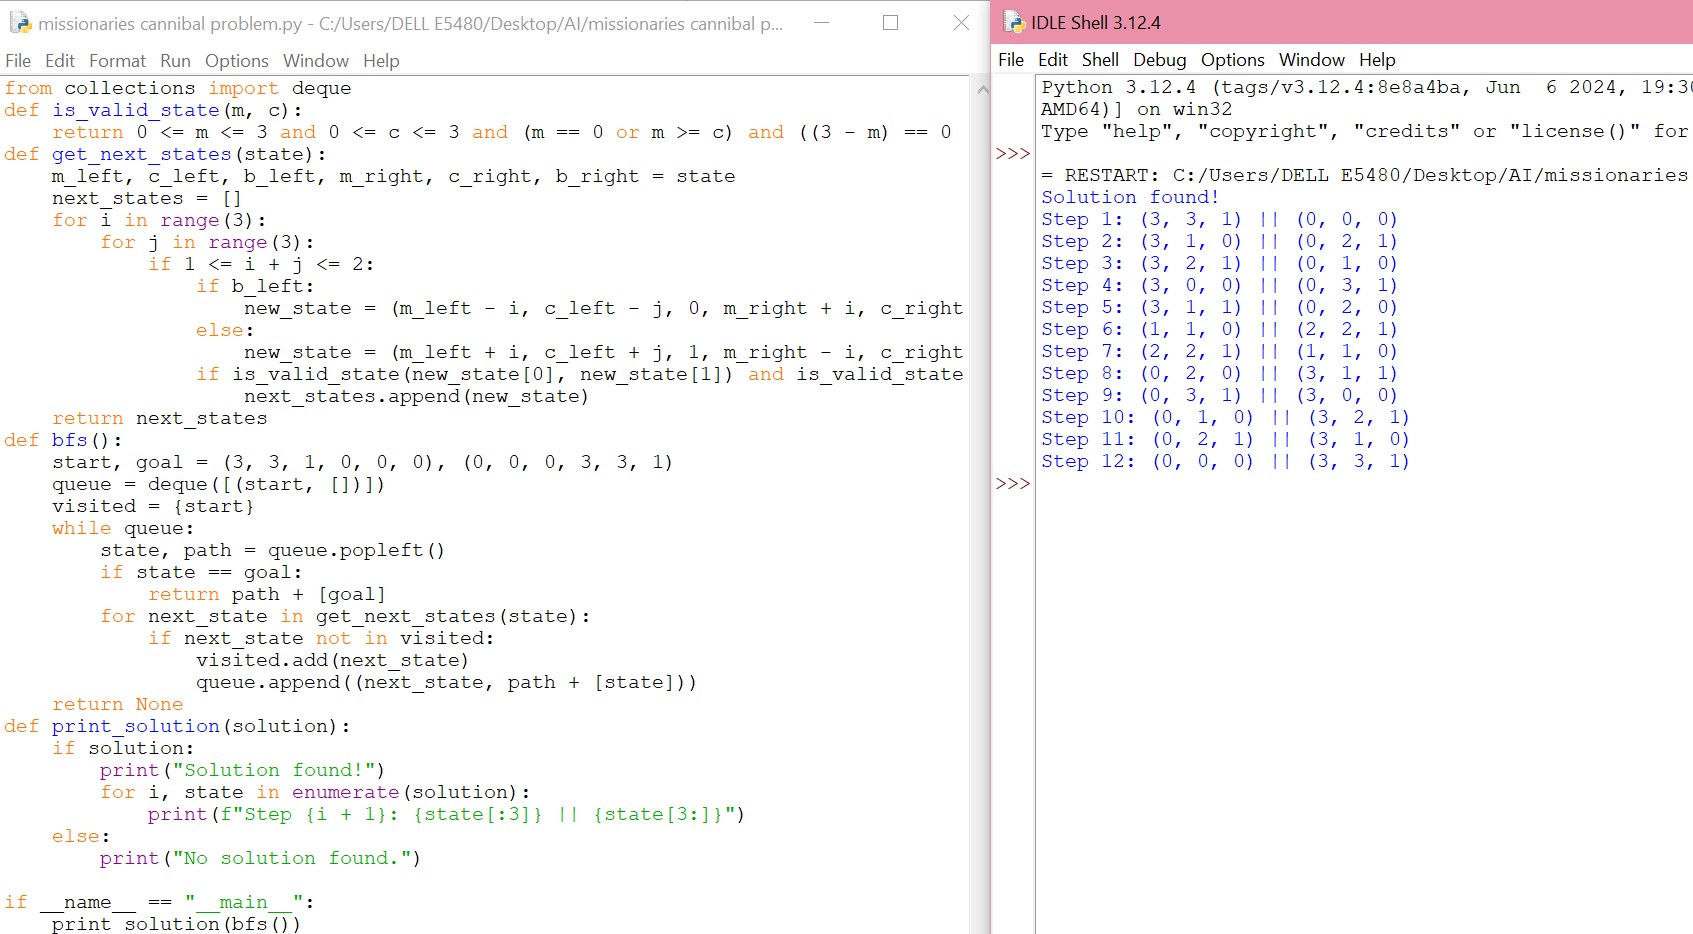 missionaries cannibal problem.py - C:/Users/DELL E5480/Desktop/AI/missionaries cannibal p...
File Edit Format Run Options Window Help
from collections import deque
def is_valid_state(m, c):
    return 0 <= m <= 3 and 0 <= c <= 3 and (m == 0 or m >= c) and ((3 - m) == 0
def get_next_states(state):
    m_left, c_left, b_left, m_right, c_right, b_right = state
    next_states = []
    for i in range(3):
        for j in range(3):
            if 1 <= i + j <= 2:
                if b_left:
                    new_state = (m_left - i, c_left - j, 0, m_right + i, c_right
                else:
                    new_state = (m_left + i, c_left + j, 1, m_right - i, c_right
                if is_valid_state(new_state[0], new_state[1]) and is_valid_state
                    next_states.append(new_state)
    return next_states
def bfs():
    start, goal = (3, 3, 1, 0, 0, 0), (0, 0, 0, 3, 3, 1)
    queue = deque([(start, [])])
    visited = {start}
    while queue:
        state, path = queue.popleft()
        if state == goal:
            return path + [goal]
        for next_state in get_next_states(state):
            if next_state not in visited:
                visited.add(next_state)
                queue.append((next_state, path + [state]))
    return None
def print_solution(solution):
    if solution:
        print("Solution found!")
        for i, state in enumerate(solution):
            print(f"Step {i + 1}: {state[:3]} || {state[3:]}")
    else:
        print("No solution found.")

if __name__ == "__main__":
    print_solution(bfs())
IDLE Shell 3.12.4
File Edit Shell Debug Options Window Help
Python 3.12.4 (tags/v3.12.4:8e8a4ba, Jun  6 2024, 19:30
AMD64)] on win32
Type "help", "copyright", "credits" or "license()" for
>>>
= RESTART: C:/Users/DELL E5480/Desktop/AI/missionaries
Solution found!
Step 1: (3, 3, 1) || (0, 0, 0)
Step 2: (3, 1, 0) || (0, 2, 1)
Step 3: (3, 2, 1) || (0, 1, 0)
Step 4: (3, 0, 0) || (0, 3, 1)
Step 5: (3, 1, 1) || (0, 2, 0)
Step 6: (1, 1, 0) || (2, 2, 1)
Step 7: (2, 2, 1) || (1, 1, 0)
Step 8: (0, 2, 0) || (3, 1, 1)
Step 9: (0, 3, 1) || (3, 0, 0)
Step 10: (0, 1, 0) || (3, 2, 1)
Step 11: (0, 2, 1) || (3, 1, 0)
Step 12: (0, 0, 0) || (3, 3, 1)
>>>